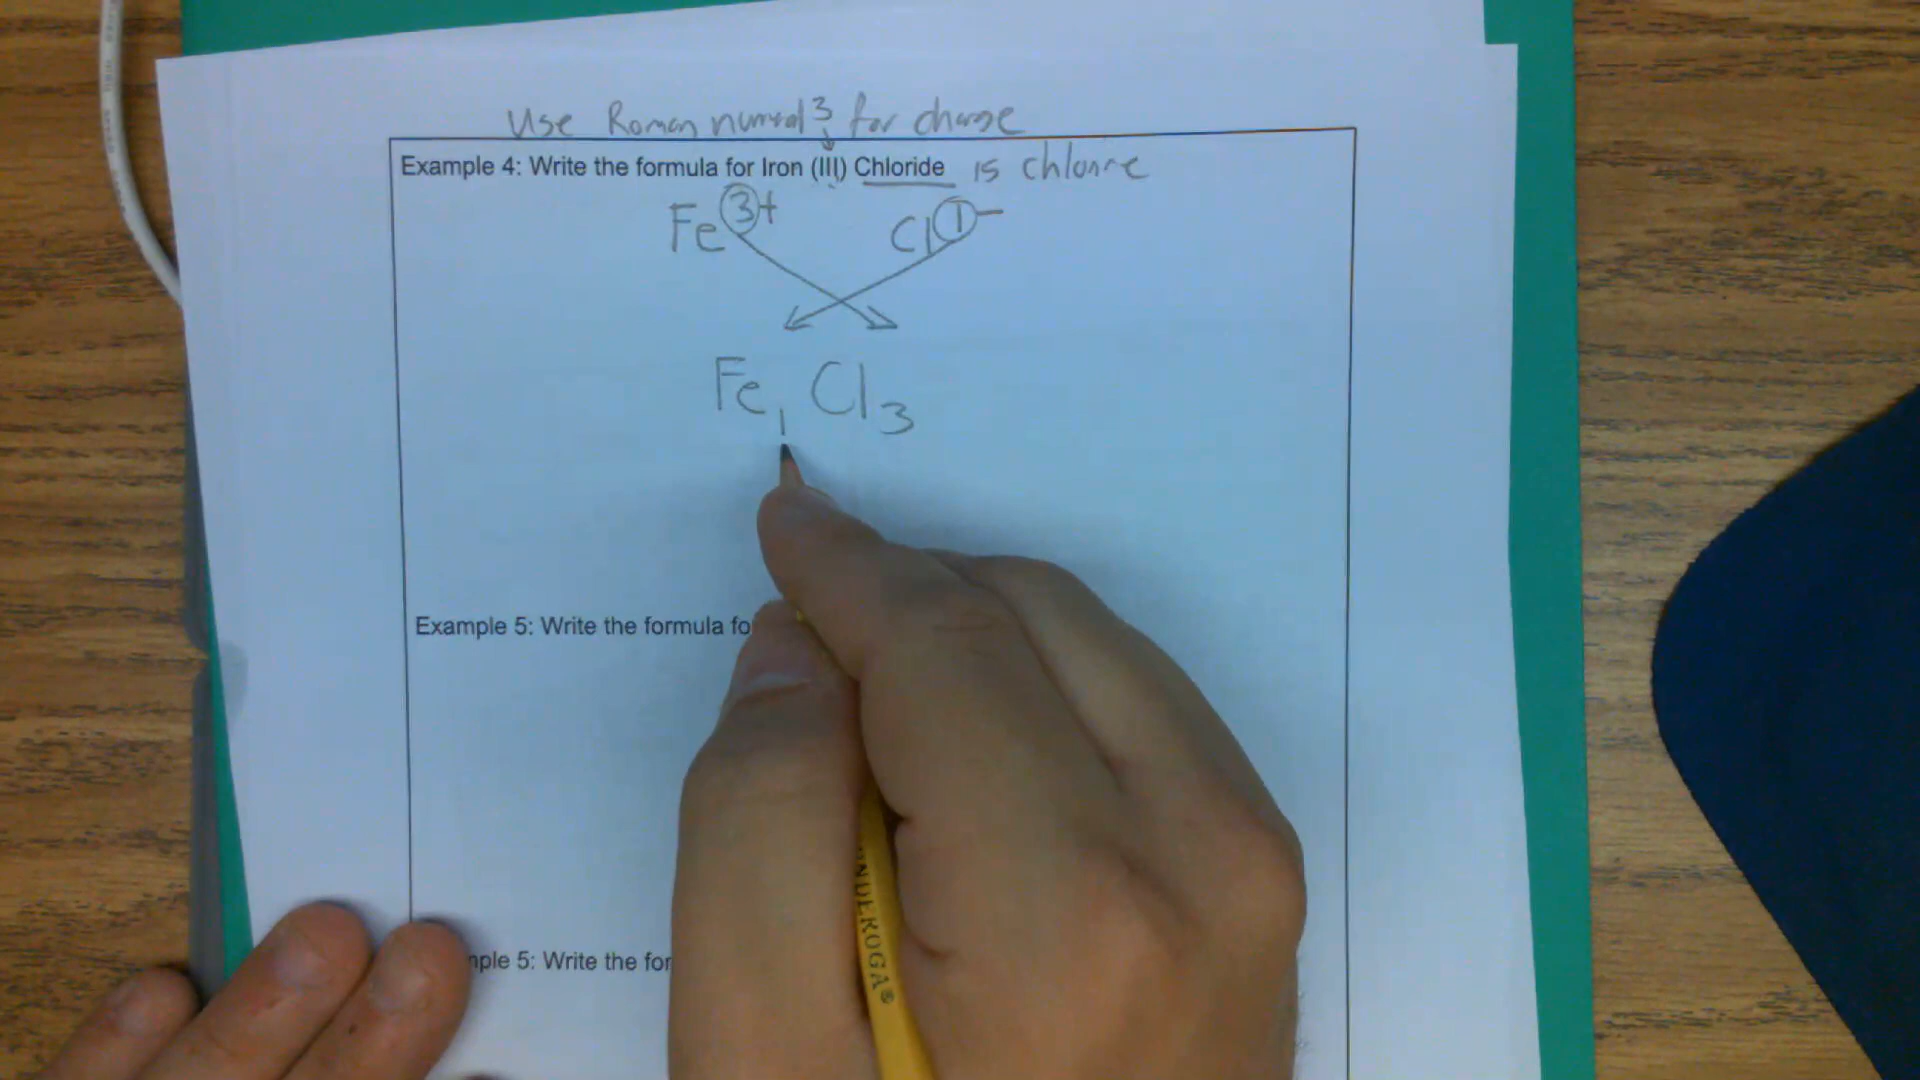 Use Roman numeral 3 for charge
Example 4: Write the formula for Iron (III) Chloride is chlorine
Fe 3+ Cl 1-
Fe1 Cl3
Example 5: Write the formula fo
mple 5: Write the for
NDEROGA®